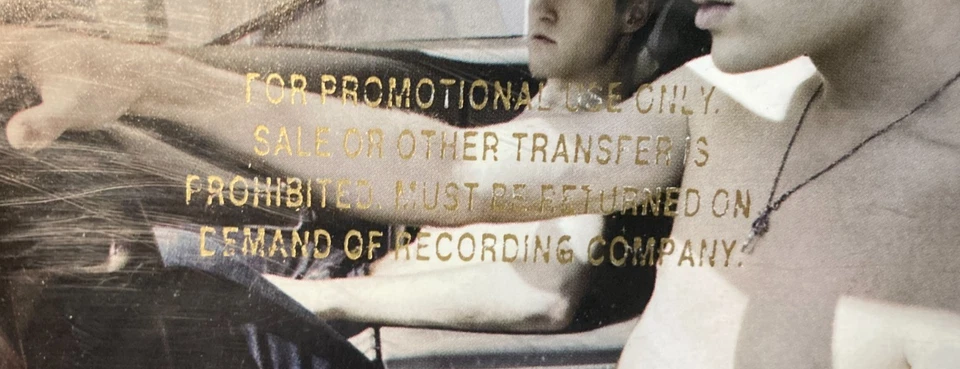 FOR PROMOTIONAL USE ONLY.
SALE OR OTHER TRANSFER IS
PROHIBITED. MUST BE RETURNED ON
DEMAND OF RECORDING COMPANY.